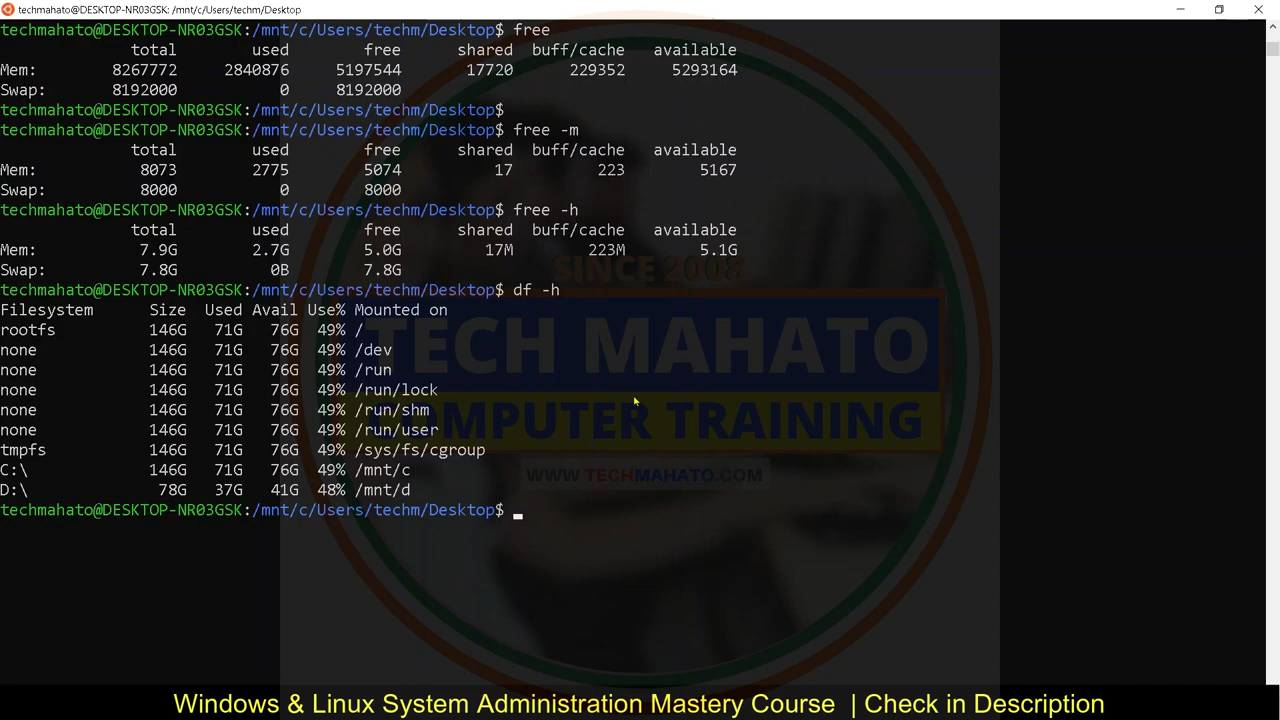 techmahato@DESKTOP-NR03GSK: /mnt/c/Users/techm/Desktop
techmahato@DESKTOP-NR03GSK:/mnt/c/Users/techm/Desktop$ free
total used free shared buff/cache available
Mem: 8267772 2840876 5197544 17720 229352 5293164
Swap: 8192000 0 8192000
techmahato@DESKTOP-NR03GSK:/mnt/c/Users/techm/Desktop$
techmahato@DESKTOP-NR03GSK:/mnt/c/Users/techm/Desktop$ free -m
total used free shared buff/cache available
Mem: 8073 2775 5074 17 223 5167
Swap: 8000 0 8000
techmahato@DESKTOP-NR03GSK:/mnt/c/Users/techm/Desktop$ free -h
total used free shared buff/cache available
Mem: 7.9G 2.7G 5.0G 17M 223M 5.1G
Swap: 7.8G 0B 7.8G
techmahato@DESKTOP-NR03GSK:/mnt/c/Users/techm/Desktop$ df -h
Filesystem Size Used Avail Use% Mounted on
rootfs 146G 71G 76G 49% /
none 146G 71G 76G 49% /dev
none 146G 71G 76G 49% /run
none 146G 71G 76G 49% /run/lock
none 146G 71G 76G 49% /run/shm
none 146G 71G 76G 49% /run/user
tmpfs 146G 71G 76G 49% /sys/fs/cgroup
C:\ 146G 71G 76G 49% /mnt/c
D:\ 78G 37G 41G 48% /mnt/d
techmahato@DESKTOP-NR03GSK:/mnt/c/Users/techm/Desktop$
SINCE 2008
TECH MAHATO
COMPUTER TRAINING
WWW TECHMAHATO.COM
Windows & Linux System Administration Mastery Course | Check in Description